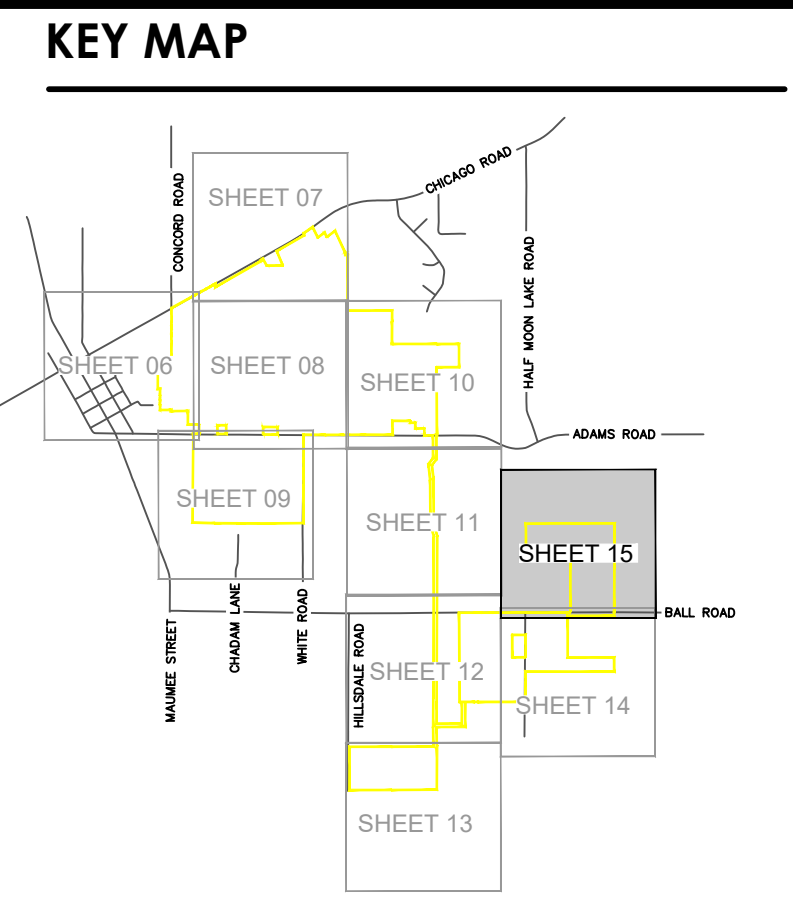 KEY MAP
CHICAGO ROAD
CONCORD ROAD
SHEET 07
HALF MOON LAKE ROAD
SHEET 06
SHEET 08
SHEET 10
ADAMS ROAD
SHEET 09
SHEET 11
SHEET 15
BALL ROAD
MAUMEE STREET
CHADAM LANE
WHITE ROAD
HILLSDALE ROAD
SHEET 12
SHEET 14
SHEET 13